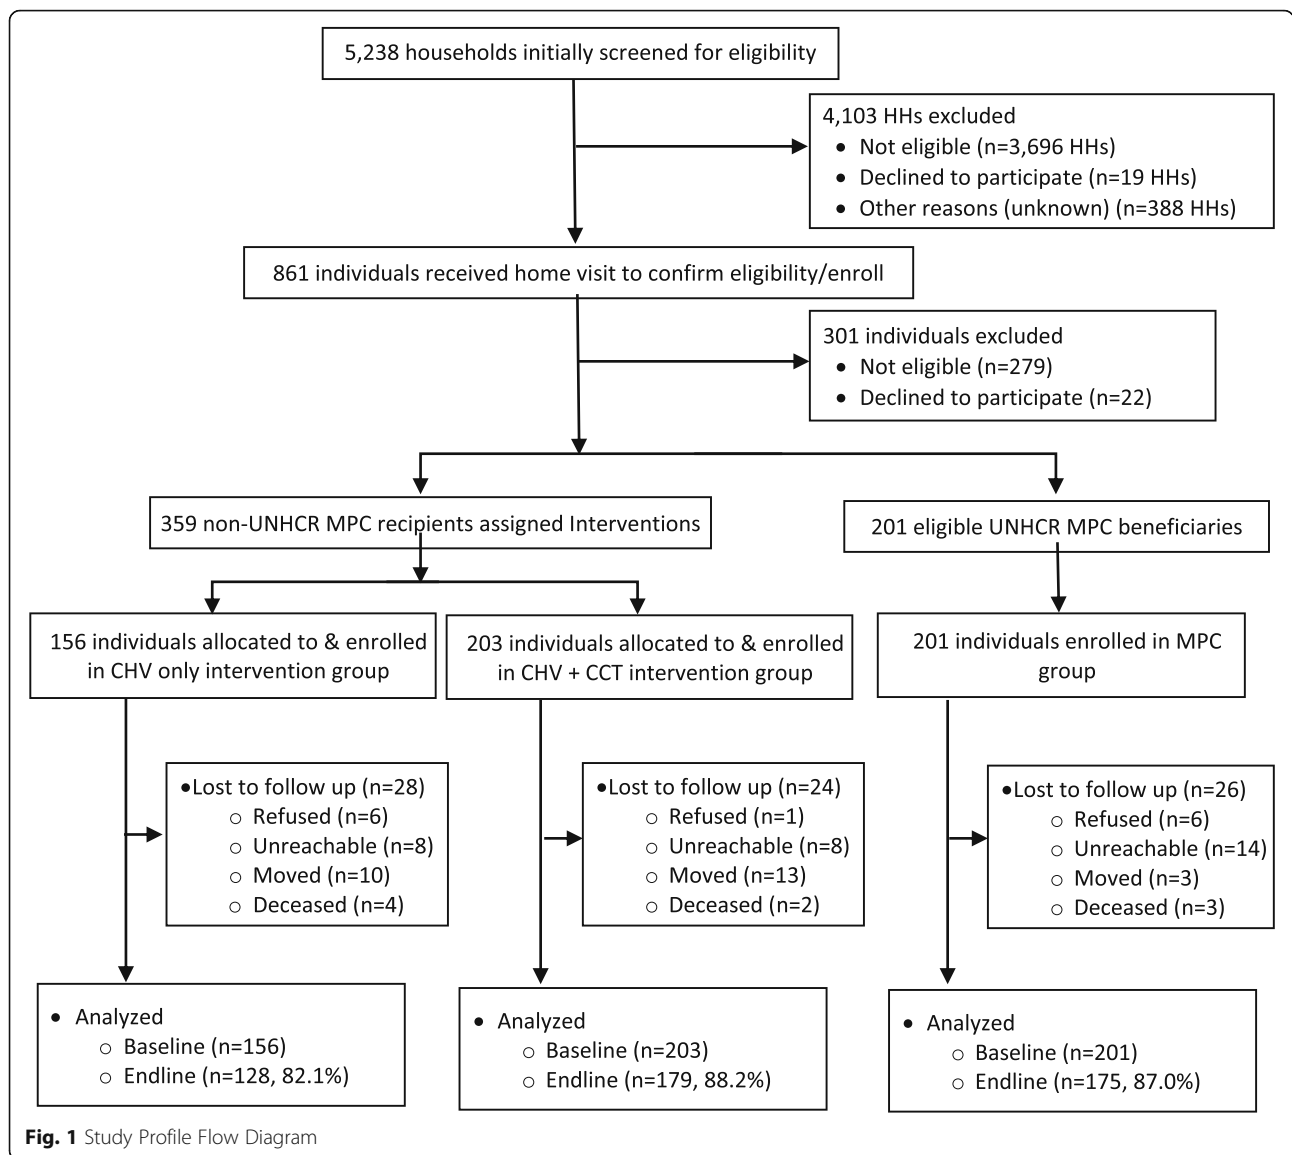 5,238 households initially screened for eligibility
4,103 HHs excluded
• Not eligible (n=3,696 HHs)
• Declined to participate (n=19 HHs)
• Other reasons (unknown) (n=388 HHs)
861 individuals received home visit to confirm eligibility/enroll
301 individuals excluded
• Not eligible (n=279)
• Declined to participate (n=22)
359 non-UNHCR MPC recipients assigned Interventions
201 eligible UNHCR MPC beneficiaries
156 individuals allocated to & enrolled
in CHV only intervention group
203 individuals allocated to & enrolled
in CHV + CCT intervention group
201 individuals enrolled in MPC
group
•Lost to follow up (n=28)
○ Refused (n=6)
○ Unreachable (n=8)
○ Moved (n=10)
○ Deceased (n=4)
•Lost to follow up (n=24)
○ Refused (n=1)
○ Unreachable (n=8)
○ Moved (n=13)
○ Deceased (n=2)
•Lost to follow up (n=26)
○ Refused (n=6)
○ Unreachable (n=14)
○ Moved (n=3)
○ Deceased (n=3)
• Analyzed
○ Baseline (n=156)
○ Endline (n=128, 82.1%)
• Analyzed
○ Baseline (n=203)
○ Endline (n=179, 88.2%)
• Analyzed
○ Baseline (n=201)
○ Endline (n=175, 87.0%)
Fig. 1 Study Profile Flow Diagram